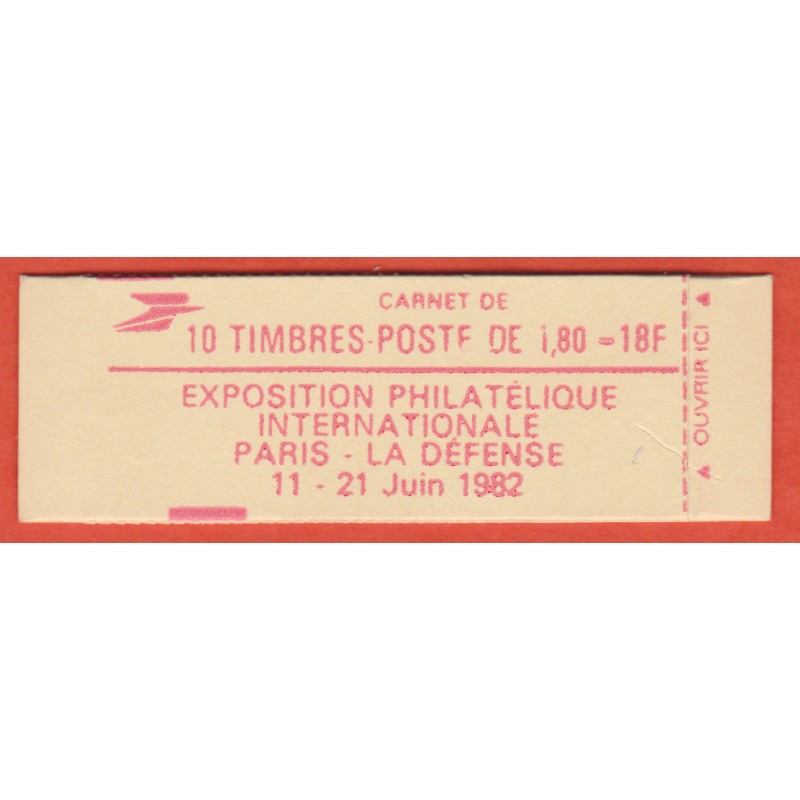 CARNET DE
10 TIMBRES-POSTE DE 1,80 - 18F
EXPOSITION PHILATÉLIQUE
INTERNATIONALE
PARIS - LA DÉFENSE
11 - 21 Juin 1982
OUVRIR ICI